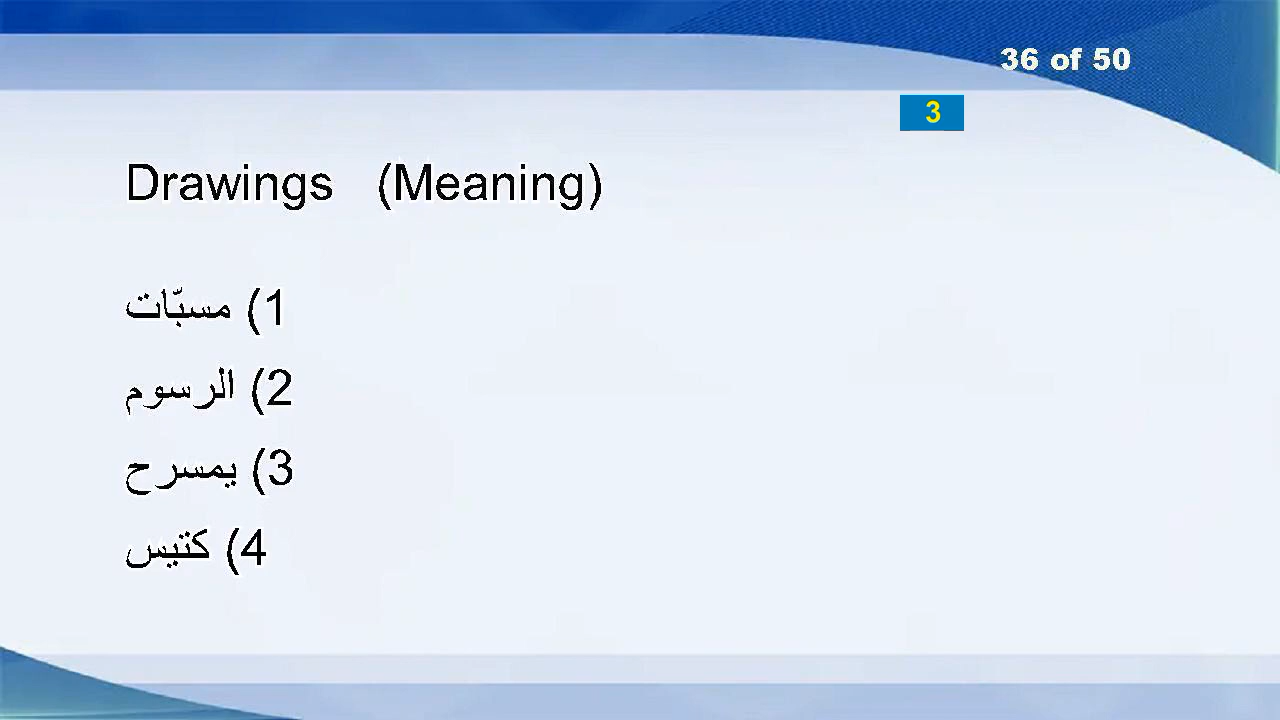 36 of 50
3
Drawings (Meaning)
1) مسبّات
2) الرسوم
3) يمسرح
4) كتيس